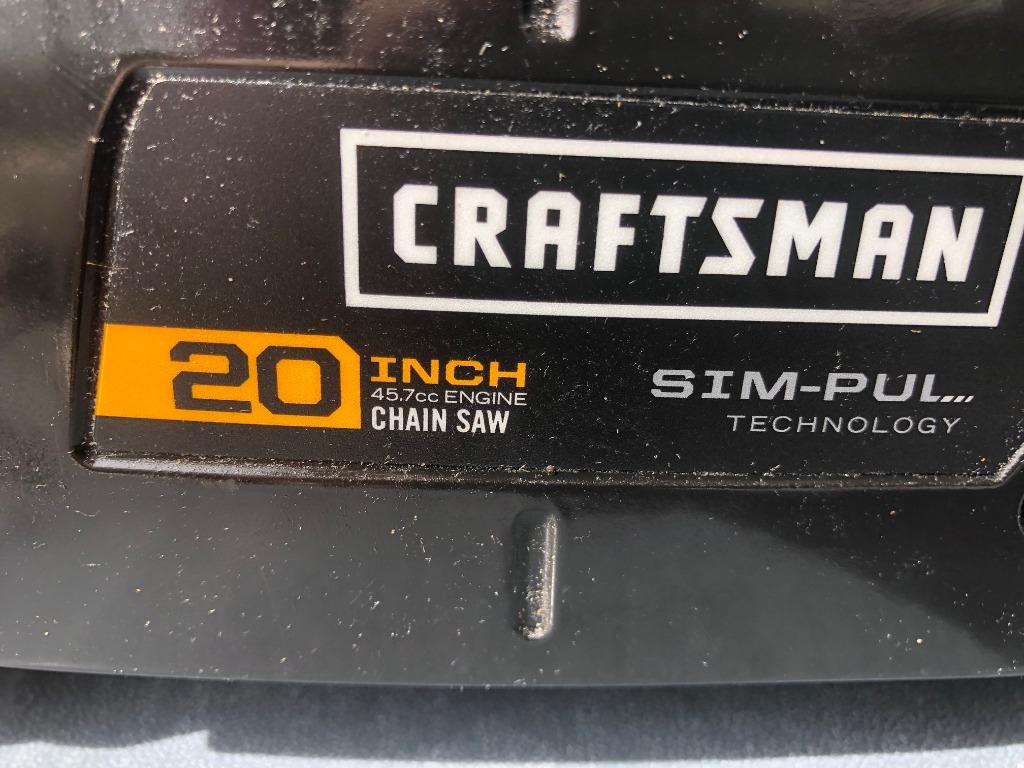 CRAFTSMAN
20 INCH
45.7cc ENGINE
CHAIN SAW
SIM-PUL...
TECHNOLOGY